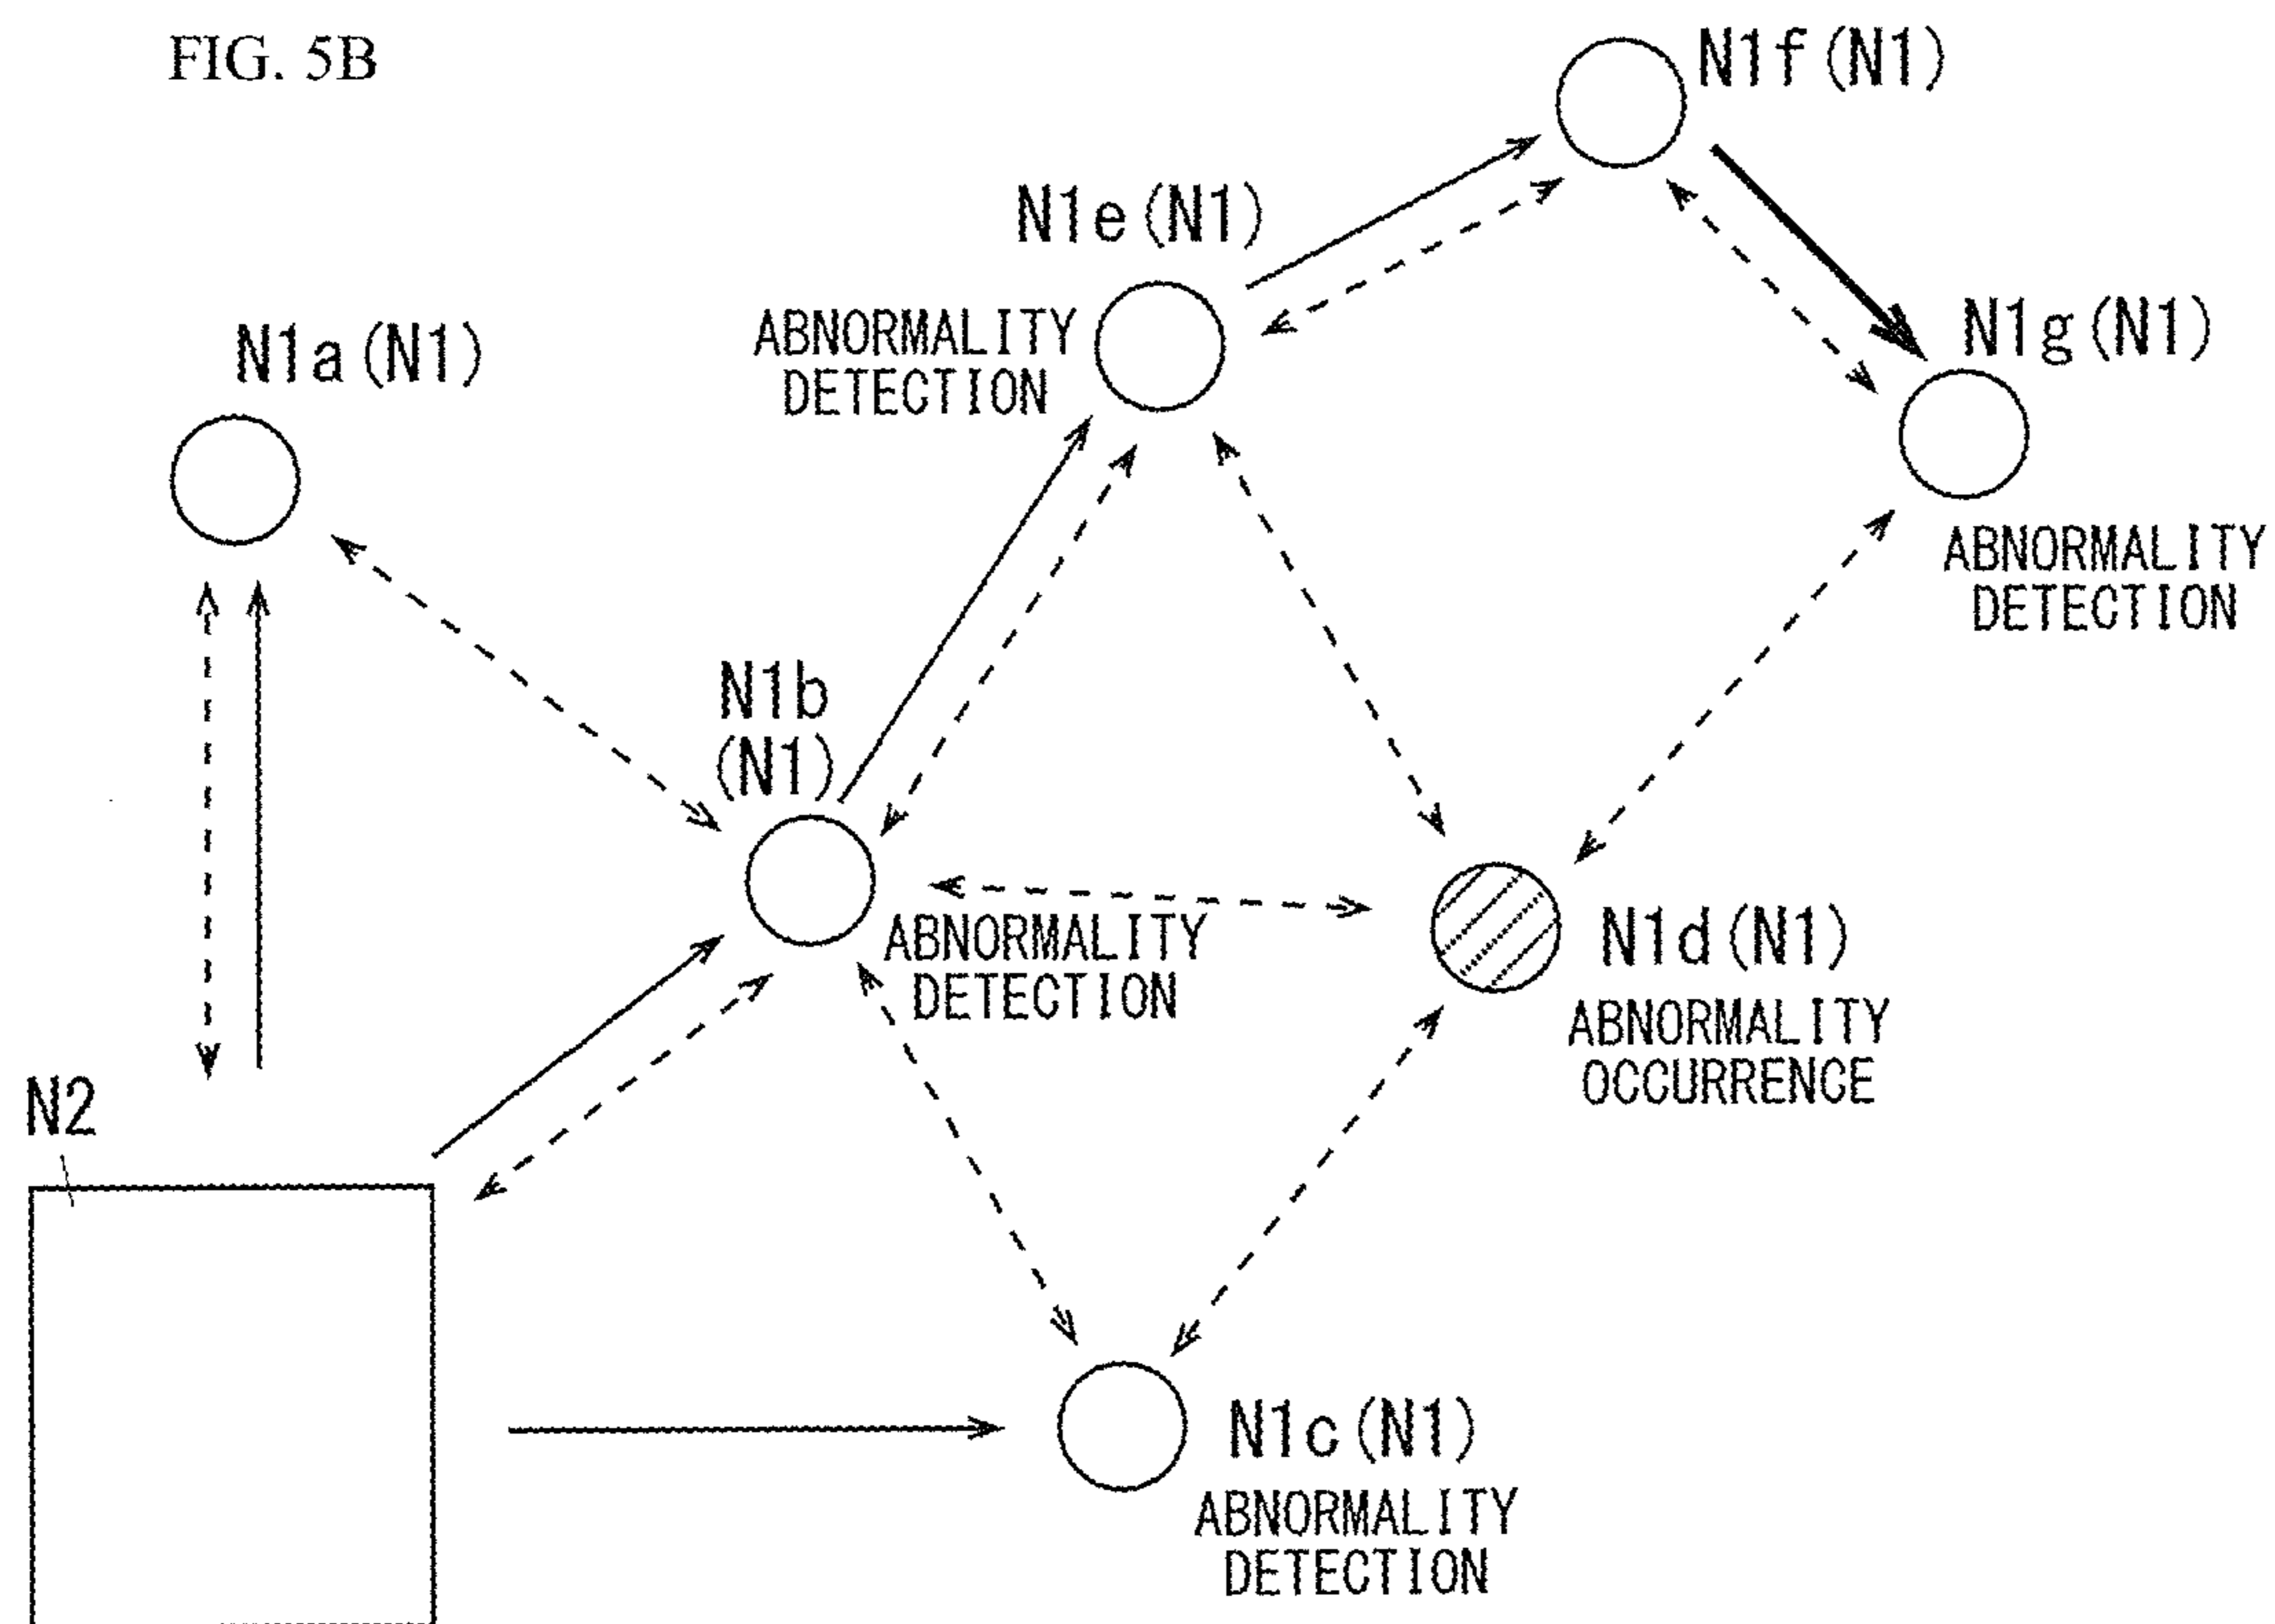 FIG. 5B
N1f(N1)
N1e(N1)
ABNORMALITY
DETECTION
N1g(N1)
ABNORMALITY
DETECTION
N1a(N1)
N1b
(N1)
ABNORMALITY
DETECTION
N1d(N1)
ABNORMALITY
OCCURRENCE
N2
N1c(N1)
ABNORMALITY
DETECTION